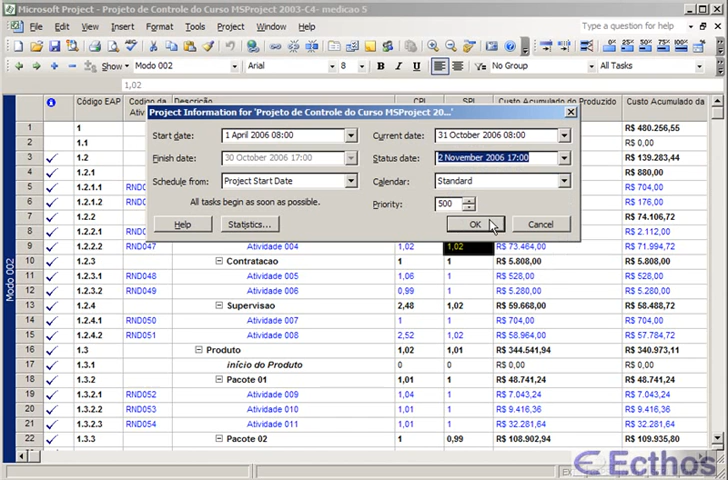 Microsoft Project - Projeto de Controle do Curso MSProject 2003-C4- medicao 5
File Edit View Insert Format Tools Project Window Help Type a question for help
No Group All Tasks
Modo 002 Arial 8 B I U
1,02
Código EAP Codigo da Ativ Descrição CPI SPI Custo Acumulado do Produzido Custo Acumulado da
Project Information for 'Projeto de Controle do Curso MSProject 20...'
Start date: 1 April 2006 08:00 Current date: 31 October 2006 08:00
Finish date: 30 October 2006 17:00 Status date: 2 November 2006 17:00
Schedule from: Project Start Date Calendar: Standard
All tasks begin as soon as possible. Priority: 500
Help Statistics... OK Cancel
1 1 R$ 480.256,55
2 1.1 R$ 0,00
3 1.2 R$ 139.283,44
4 1.2.1 R$ 880,00
5 1.2.1.1 RND0 R$ 704,00
6 1.2.1.2 RND0 R$ 176,00
7 1.2.2 R$ 74.106,72
8 1.2.2.1 RND0 R$ 2.112,00
9 1.2.2.2 RND047 Atividade 004 1,02 1,02 R$ 73.464,00 R$ 71.994,72
10 1.2.3 Contratacao 1 1 R$ 5.808,00 R$ 5.808,00
11 1.2.3.1 RND048 Atividade 005 1,06 1 R$ 528,00 R$ 528,00
12 1.2.3.2 RND049 Atividade 006 0,99 1 R$ 5.280,00 R$ 5.280,00
13 1.2.4 Supervisao 2,48 1,02 R$ 59.668,00 R$ 58.488,72
14 1.2.4.1 RND050 Atividade 007 1 1 R$ 704,00 R$ 704,00
15 1.2.4.2 RND051 Atividade 008 2,52 1,02 R$ 58.964,00 R$ 57.784,72
16 1.3 Produto 1,02 1,01 R$ 344.541,94 R$ 340.973,11
17 1.3.1 início do Produto 0 0 R$ 0,00 R$ 0,00
18 1.3.2 Pacote 01 1,01 1 R$ 48.741,24 R$ 48.741,24
19 1.3.2.1 RND052 Atividade 009 1 1 R$ 7.043,24 R$ 7.043,24
20 1.3.2.2 RND053 Atividade 010 1 1 R$ 9.416,36 R$ 9.416,36
21 1.3.2.3 RND054 Atividade 011 1 1 R$ 32.281,64 R$ 32.281,64
22 1.3.3 Pacote 02 1 0,99 R$ 108.902,94 R$ 109.935,80
Modo 002
Ecthos